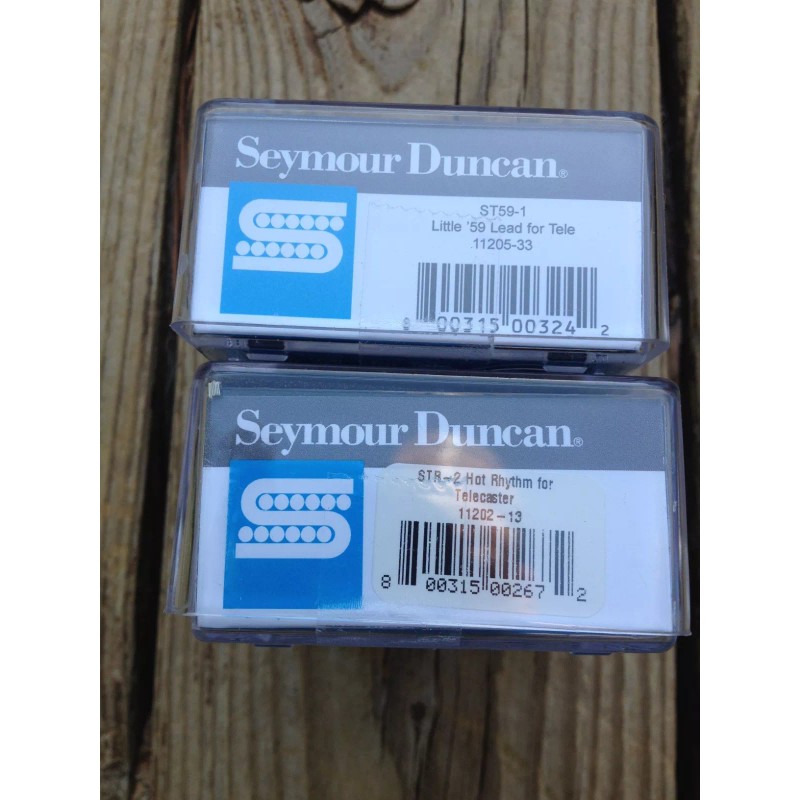 Seymour Duncan®
ST59-1
Little '59 Lead for Tele
11205-33
8 00315 00324 2
Seymour Duncan®
STR-2 Hot Rhythm for
Telecaster
11202-13
8 00315 00267 2